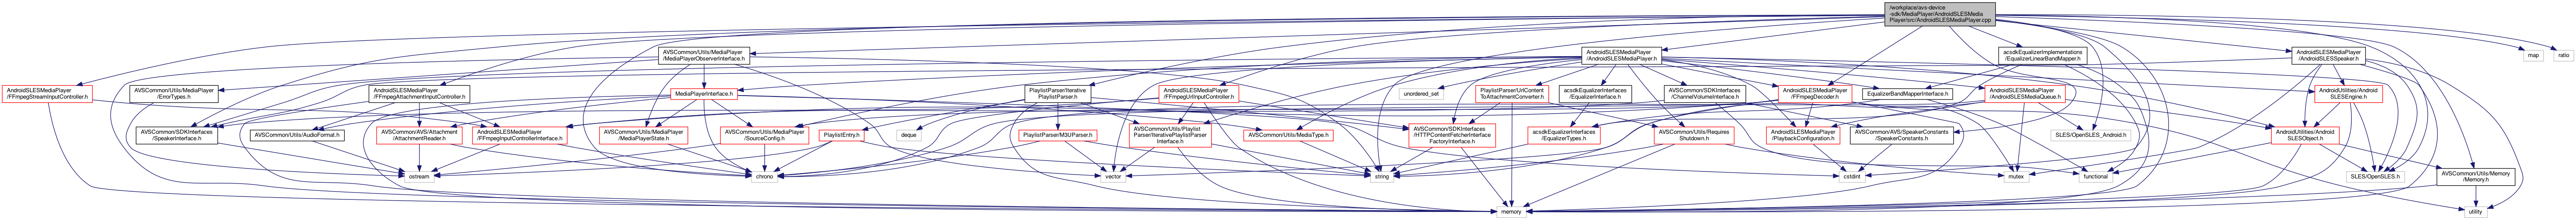 /workplace/avs-device
-sdk/MediaPlayer/AndroidSLESMedia
Player/src/AndroidSLESMediaPlayer.cpp
AVSCommon/Utils/MediaPlayer
/MediaPlayerObserverInterface.h
AndroidSLESMediaPlayer
/AndroidSLESMediaPlayer.h
acsdkEqualizerImplementations
/EqualizerLinearBandMapper.h
AndroidSLESMediaPlayer
/AndroidSLESSpeaker.h
map
ratio
AndroidSLESMediaPlayer
/FFmpegStreamInputController.h
AVSCommon/Utils/MediaPlayer
/ErrorTypes.h
AndroidSLESMediaPlayer
/FFmpegAttachmentInputController.h
MediaPlayerInterface.h
PlaylistParser/Iterative
PlaylistParser.h
AndroidSLESMediaPlayer
/FFmpegUrlInputController.h
unordered_set
PlaylistParser/UrlContent
ToAttachmentConverter.h
acsdkEqualizerInterfaces
/EqualizerInterface.h
AVSCommon/SDKInterfaces
/ChannelVolumeInterface.h
EqualizerBandMapperInterface.h
AndroidSLESMediaPlayer
/FFmpegDecoder.h
AndroidSLESMediaPlayer
/AndroidSLESMediaQueue.h
AndroidUtilities/Android
SLESEngine.h
AVSCommon/SDKInterfaces
/SpeakerInterface.h
AVSCommon/Utils/AudioFormat.h
AVSCommon/AVS/Attachment
/AttachmentReader.h
AndroidSLESMediaPlayer
/FFmpegInputControllerInterface.h
AVSCommon/Utils/MediaPlayer
/MediaPlayerState.h
AVSCommon/Utils/MediaPlayer
/SourceConfig.h
PlaylistEntry.h
deque
PlaylistParser/M3UParser.h
AVSCommon/Utils/Playlist
Parser/IterativePlaylistParser
Interface.h
AVSCommon/Utils/MediaType.h
AVSCommon/SDKInterfaces
/HTTPContentFetcherInterface
FactoryInterface.h
acsdkEqualizerInterfaces
/EqualizerTypes.h
AVSCommon/Utils/Requires
Shutdown.h
AndroidSLESMediaPlayer
/PlaybackConfiguration.h
AVSCommon/AVS/SpeakerConstants
/SpeakerConstants.h
SLES/OpenSLES_Android.h
AndroidUtilities/Android
SLESObject.h
ostream
chrono
vector
string
cstdint
mutex
functional
SLES/OpenSLES.h
AVSCommon/Utils/Memory
/Memory.h
memory
utility